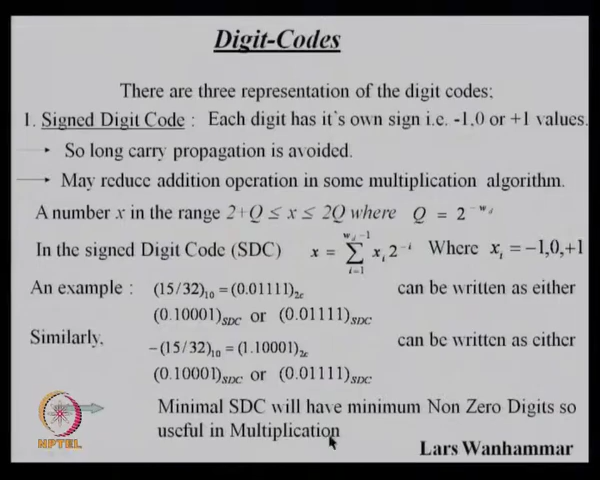 Digit-Codes
There are three representation of the digit codes;
1. Signed Digit Code : Each digit has it's own sign i.e. -1,0 or +1 values.
→ So long carry propagation is avoided.
→ May reduce addition operation in some multiplication algorithm.
A number x in the range 2+Q ≤ x ≤ 2Q where Q = 2^{-w_d}
In the signed Digit Code (SDC) x = \sum_{i=1}^{w_d-1} x_i 2^{-i} Where x_i = -1,0,+1
An example : (15/32)_{10} = (0.01111)_{2c} can be written as either
(0.10001)_{SDC} or (0.01111)_{SDC}
Similarly, -(15/32)_{10} = (1.10001)_{2c} can be written as either
(0.10001)_{SDC} or (0.01111)_{SDC}
Minimal SDC will have minimum Non Zero Digits so
useful in Multiplication
NPTEL
Lars Wanhammar